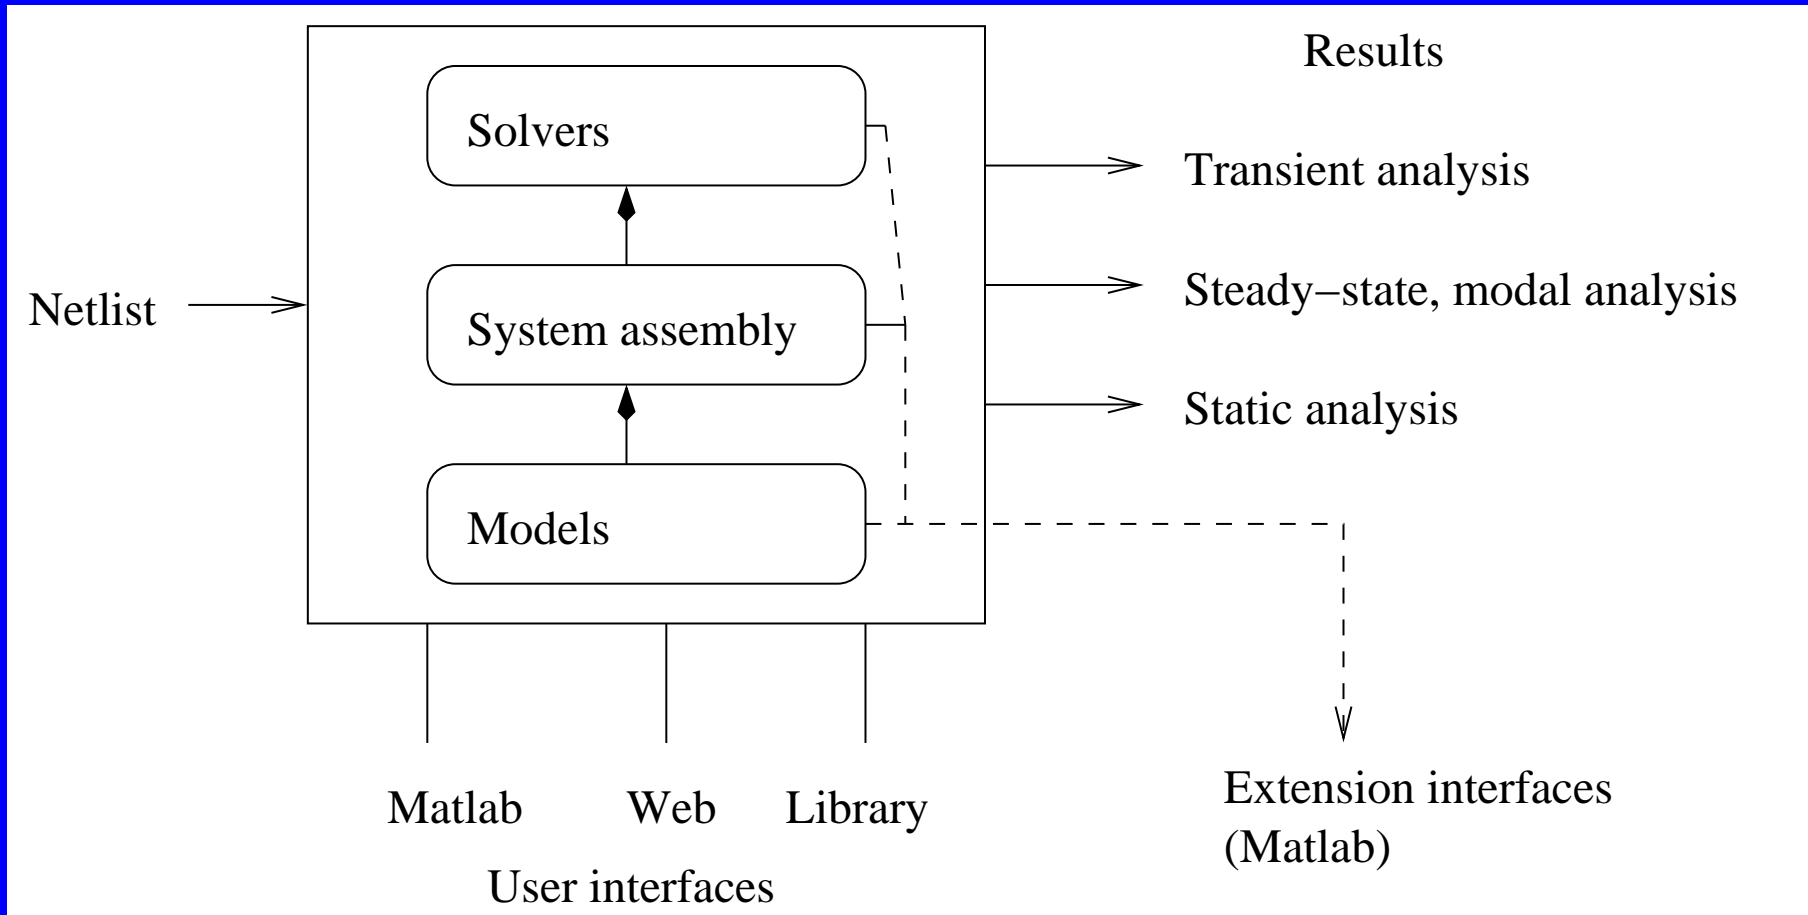 Results
Solvers
Transient analysis
Netlist
System assembly
Steady−state, modal analysis
Static analysis
Models
Matlab
Web
Library
User interfaces
Extension interfaces
(Matlab)